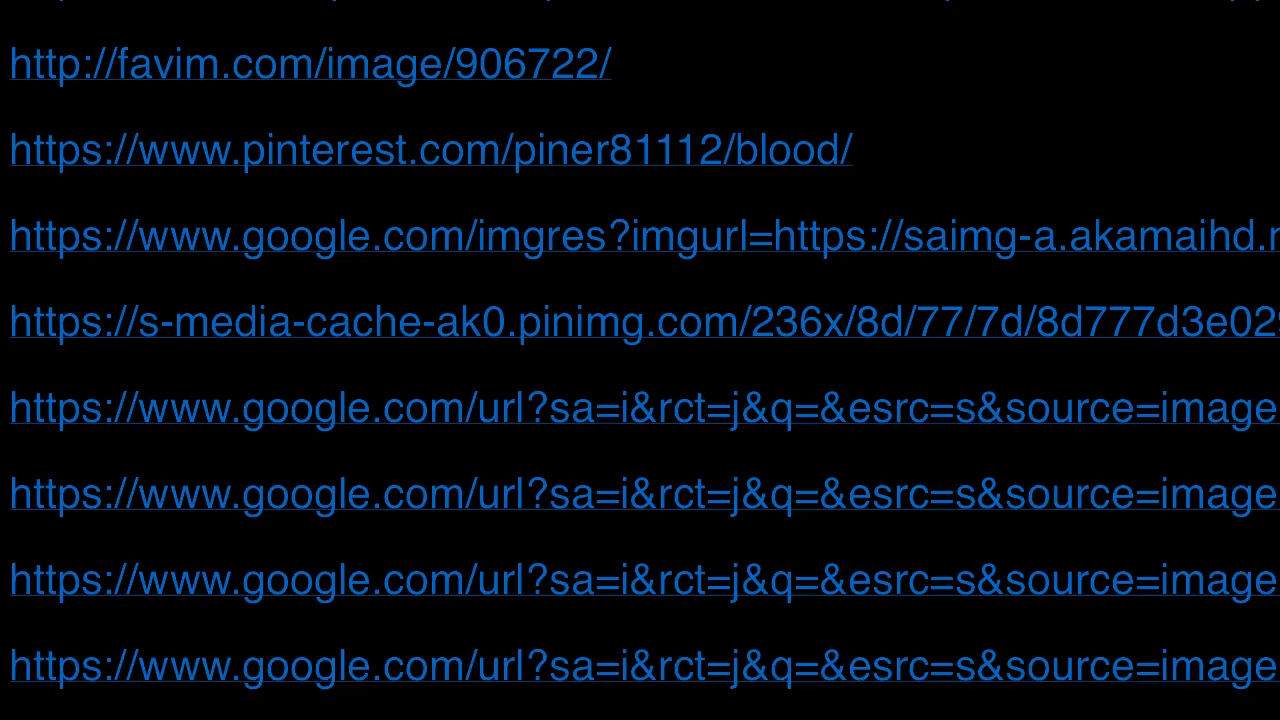 http://favim.com/image/906722/
https://www.pinterest.com/piner81112/blood/
https://www.google.com/imgres?imgurl=https://saimg-a.akamaihd.
https://s-media-cache-ak0.pinimg.com/236x/8d/77/7d/8d777d3e02
https://www.google.com/url?sa=i&rct=j&q=&esrc=s&source=image
https://www.google.com/url?sa=i&rct=j&q=&esrc=s&source=image
https://www.google.com/url?sa=i&rct=j&q=&esrc=s&source=image
https://www.google.com/url?sa=i&rct=j&q=&esrc=s&source=image